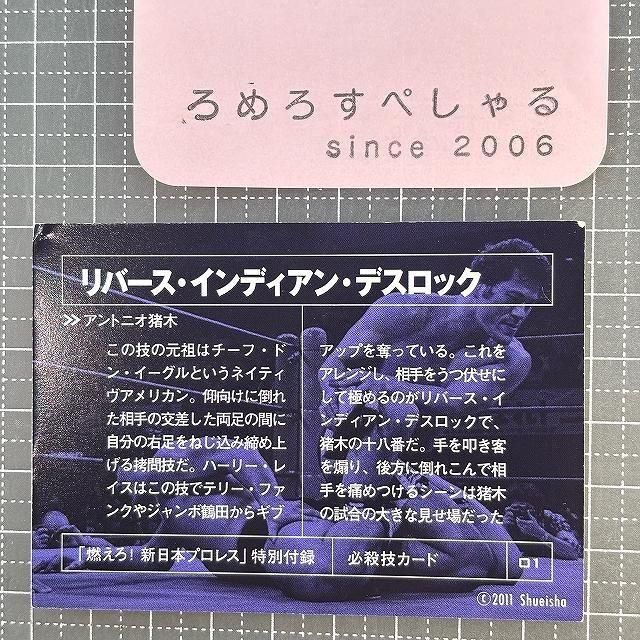 ろめろすぺしゃる
since 2006
リバース・インディアン・デスロック
≫アントニオ猪木
この技の元祖はチーフ・ド
ン・イーグルというネイティ
ヴアメリカン。仰向けに倒れ
た相手の交差した両足の間に
自分の右足をねじ込み締め上
げる拷問技だ。ハーリー・レ
イスはこの技でテリー・ファ
ンクやジャンボ鶴田からギブ
アップを奪っている。これを
アレンジし、相手をうつ伏せに
して極めるのがリバース・イ
ンディアン・デスロックで、
猪木の十八番だ。手を叩き客
を煽り、後方に倒れこんで相
手を痛めつけるシーンは猪木
の試合の大きな見せ場だった
「燃えろ!新日本プロレス」特別付録
必殺技カード
01
©2011 Shueisha